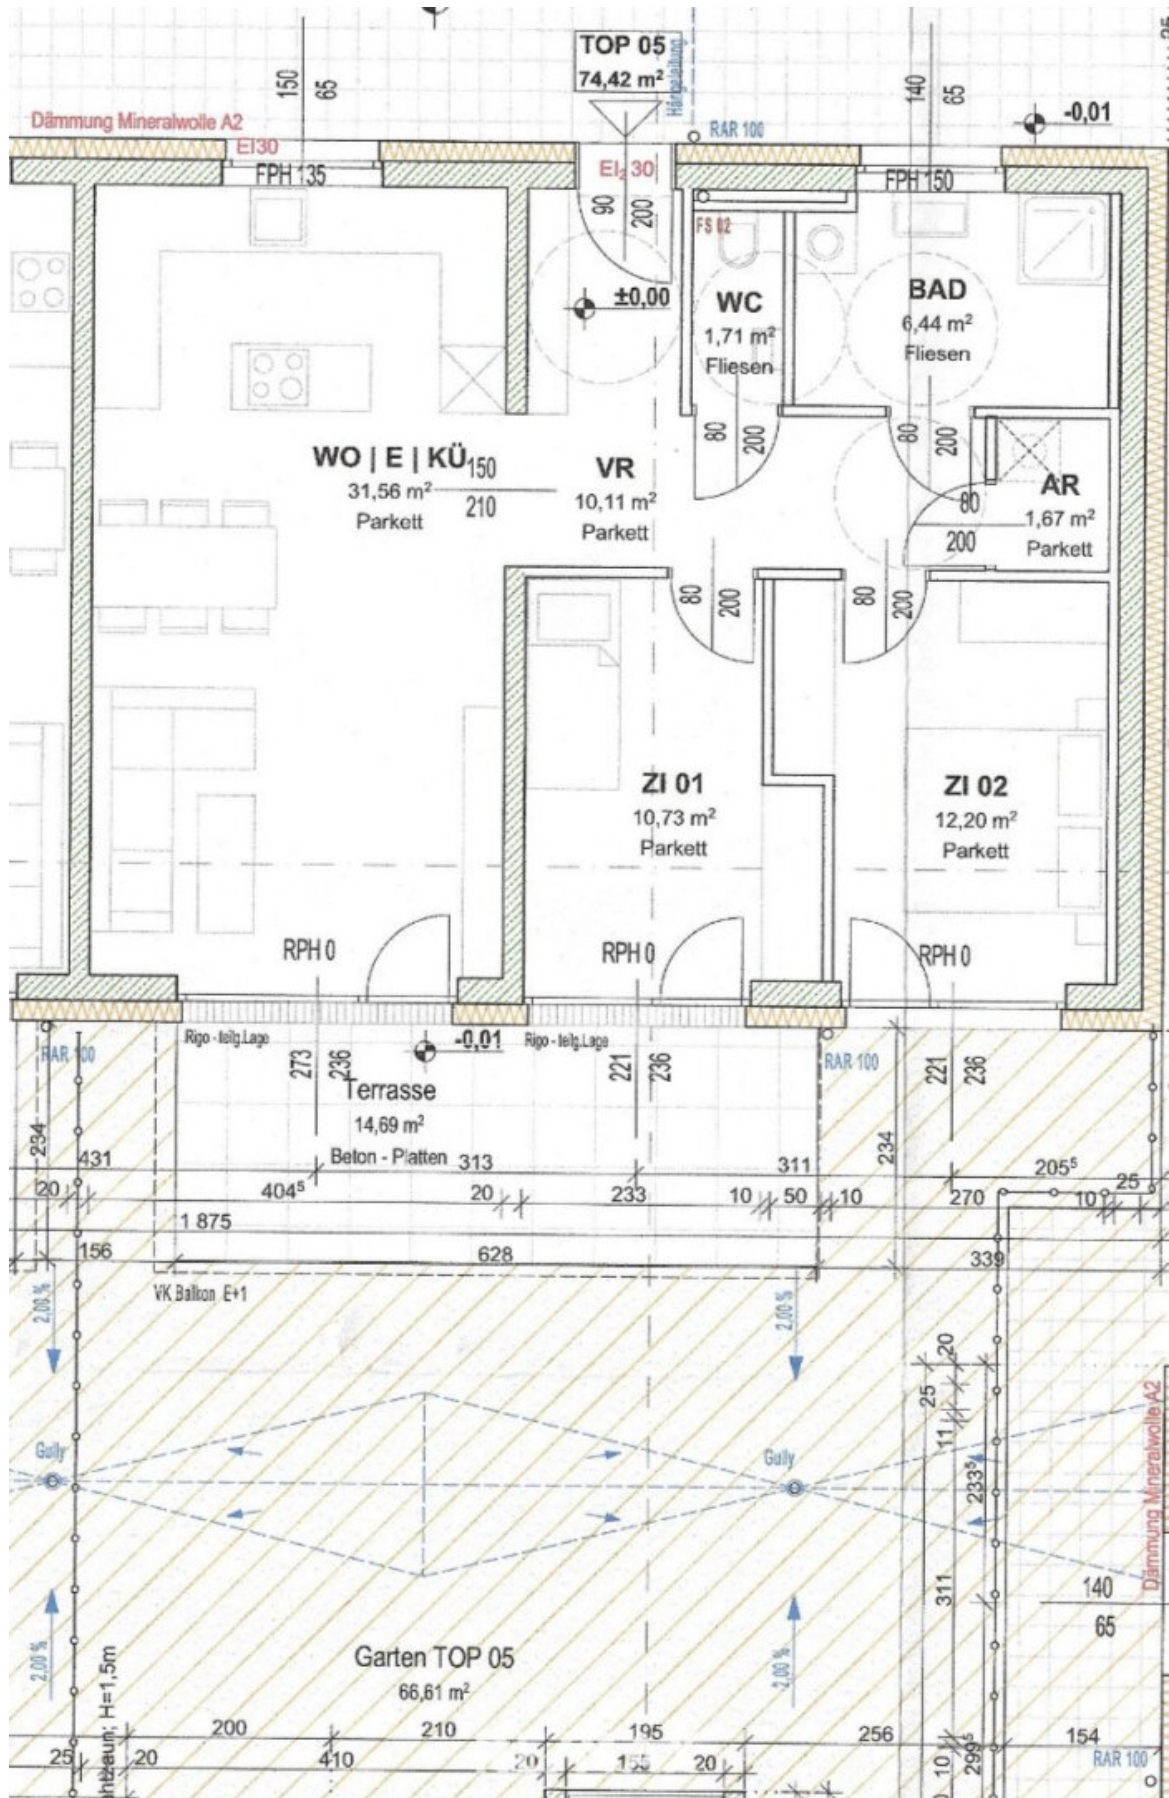 TOP 05
74,42 m²
Hängeleitung
150
65
140
65
-0,01
Dämmung Mineralwolle A2
RAR 100
EI30
EI₂ 30
FPH 135
FPH 150
90
200
FS 02
±0,00
WC
1,71 m²
Fliesen
BAD
6,44 m²
Fliesen
80
200
80
200
WO | E | KÜ
31,56 m²
Parkett
150
210
VR
10,11 m²
Parkett
AR
1,67 m²
Parkett
80
200
80
200
80
200
ZI 01
10,73 m²
Parkett
ZI 02
12,20 m²
Parkett
RPH 0
RPH 0
RPH 0
Rigo - teilg.Lage
-0,01
Rigo - teilg.Lage
RAR 100
RAR 100
273
236
221
236
221
236
Terrasse
14,69 m²
Beton - Platten
234
234
431
313
311
205⁵
20
404⁵
20
233
10
50
10
270
10
25
1 875
156
628
339
VK Balkon E+1
2,00 %
2,00 %
20
25
11
233⁵
311
Gully
Gully
Dämmung Mineralwolle A2
140
65
2,00 %
2,00 %
Garten TOP 05
66,61 m²
htzaun; H=1,5m
200
210
195
256
154
25
20
410
20
155
20
10
299⁵
RAR 100